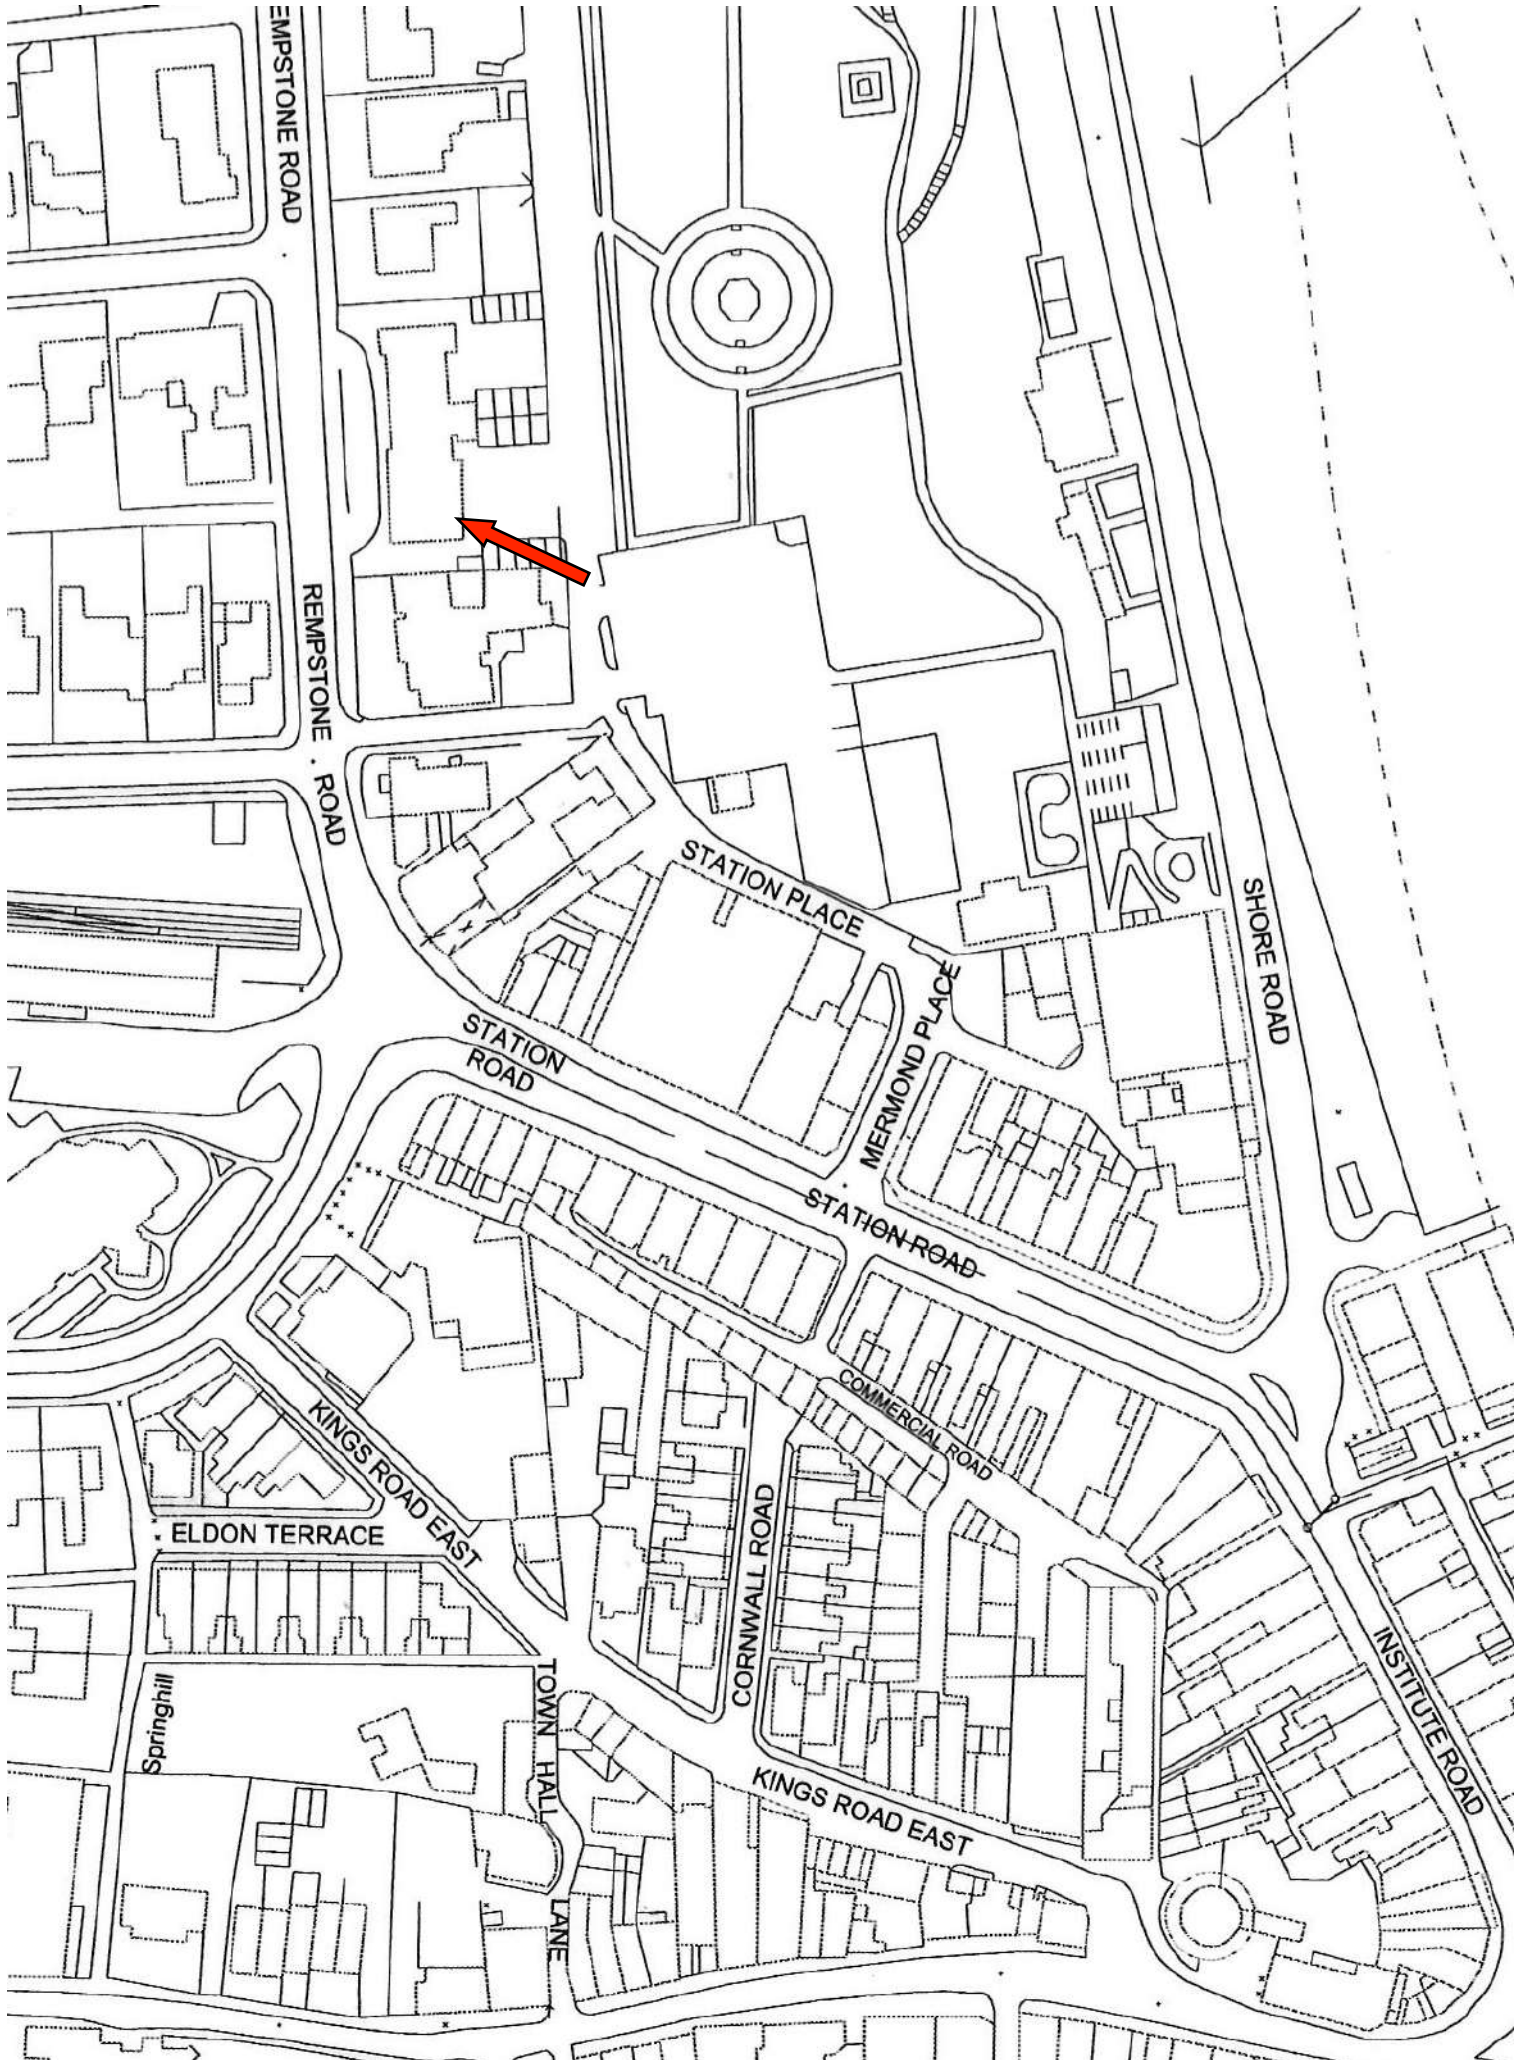 EMPSTONE ROAD
REMPSTONE ROAD
STATION PLACE
SHORE ROAD
MERMOND PLACE
STATION
ROAD
STATION ROAD
COMMERCIAL ROAD
KINGS ROAD EAST
ELDON TERRACE
CORNWALL ROAD
INSTITUTE ROAD
Springhill
TOWN HALL LANE
KINGS ROAD EAST